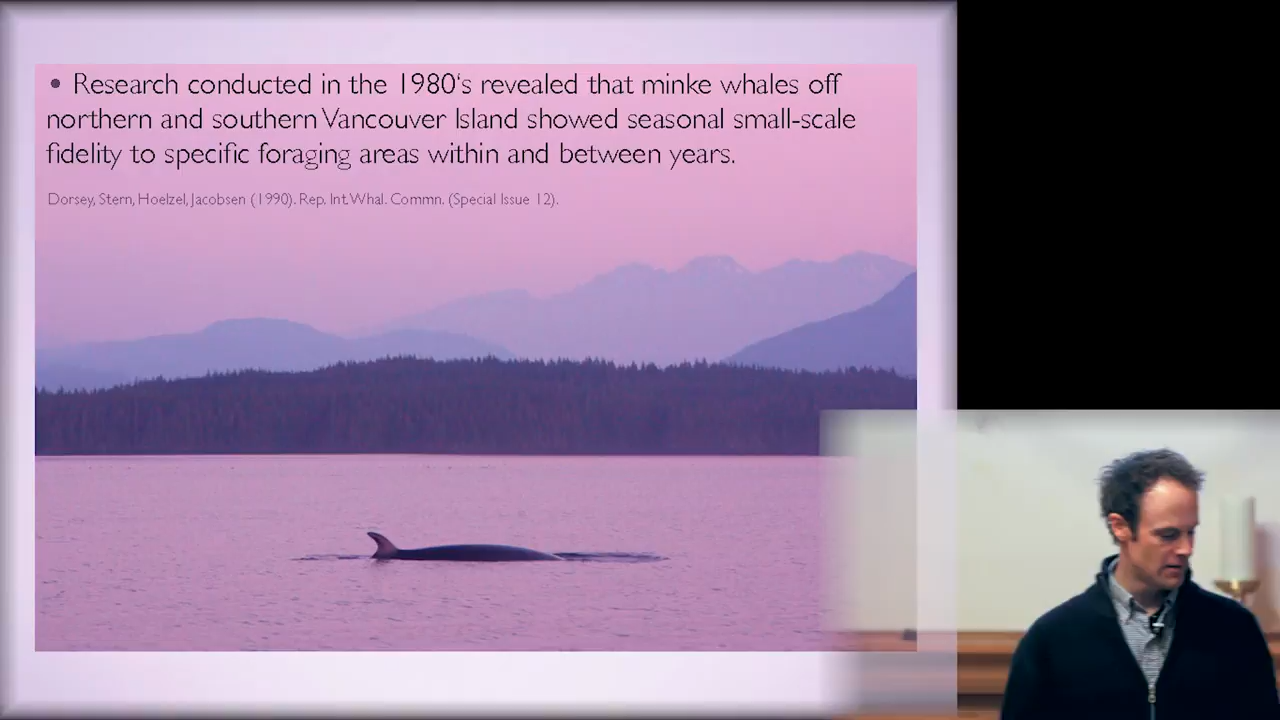 • Research conducted in the 1980's revealed that minke whales off
northern and southern Vancouver Island showed seasonal small-scale
fidelity to specific foraging areas within and between years.
Dorsey, Stern, Hoelzel, Jacobsen (1990). Rep. Int. Whal. Commn. (Special Issue 12).